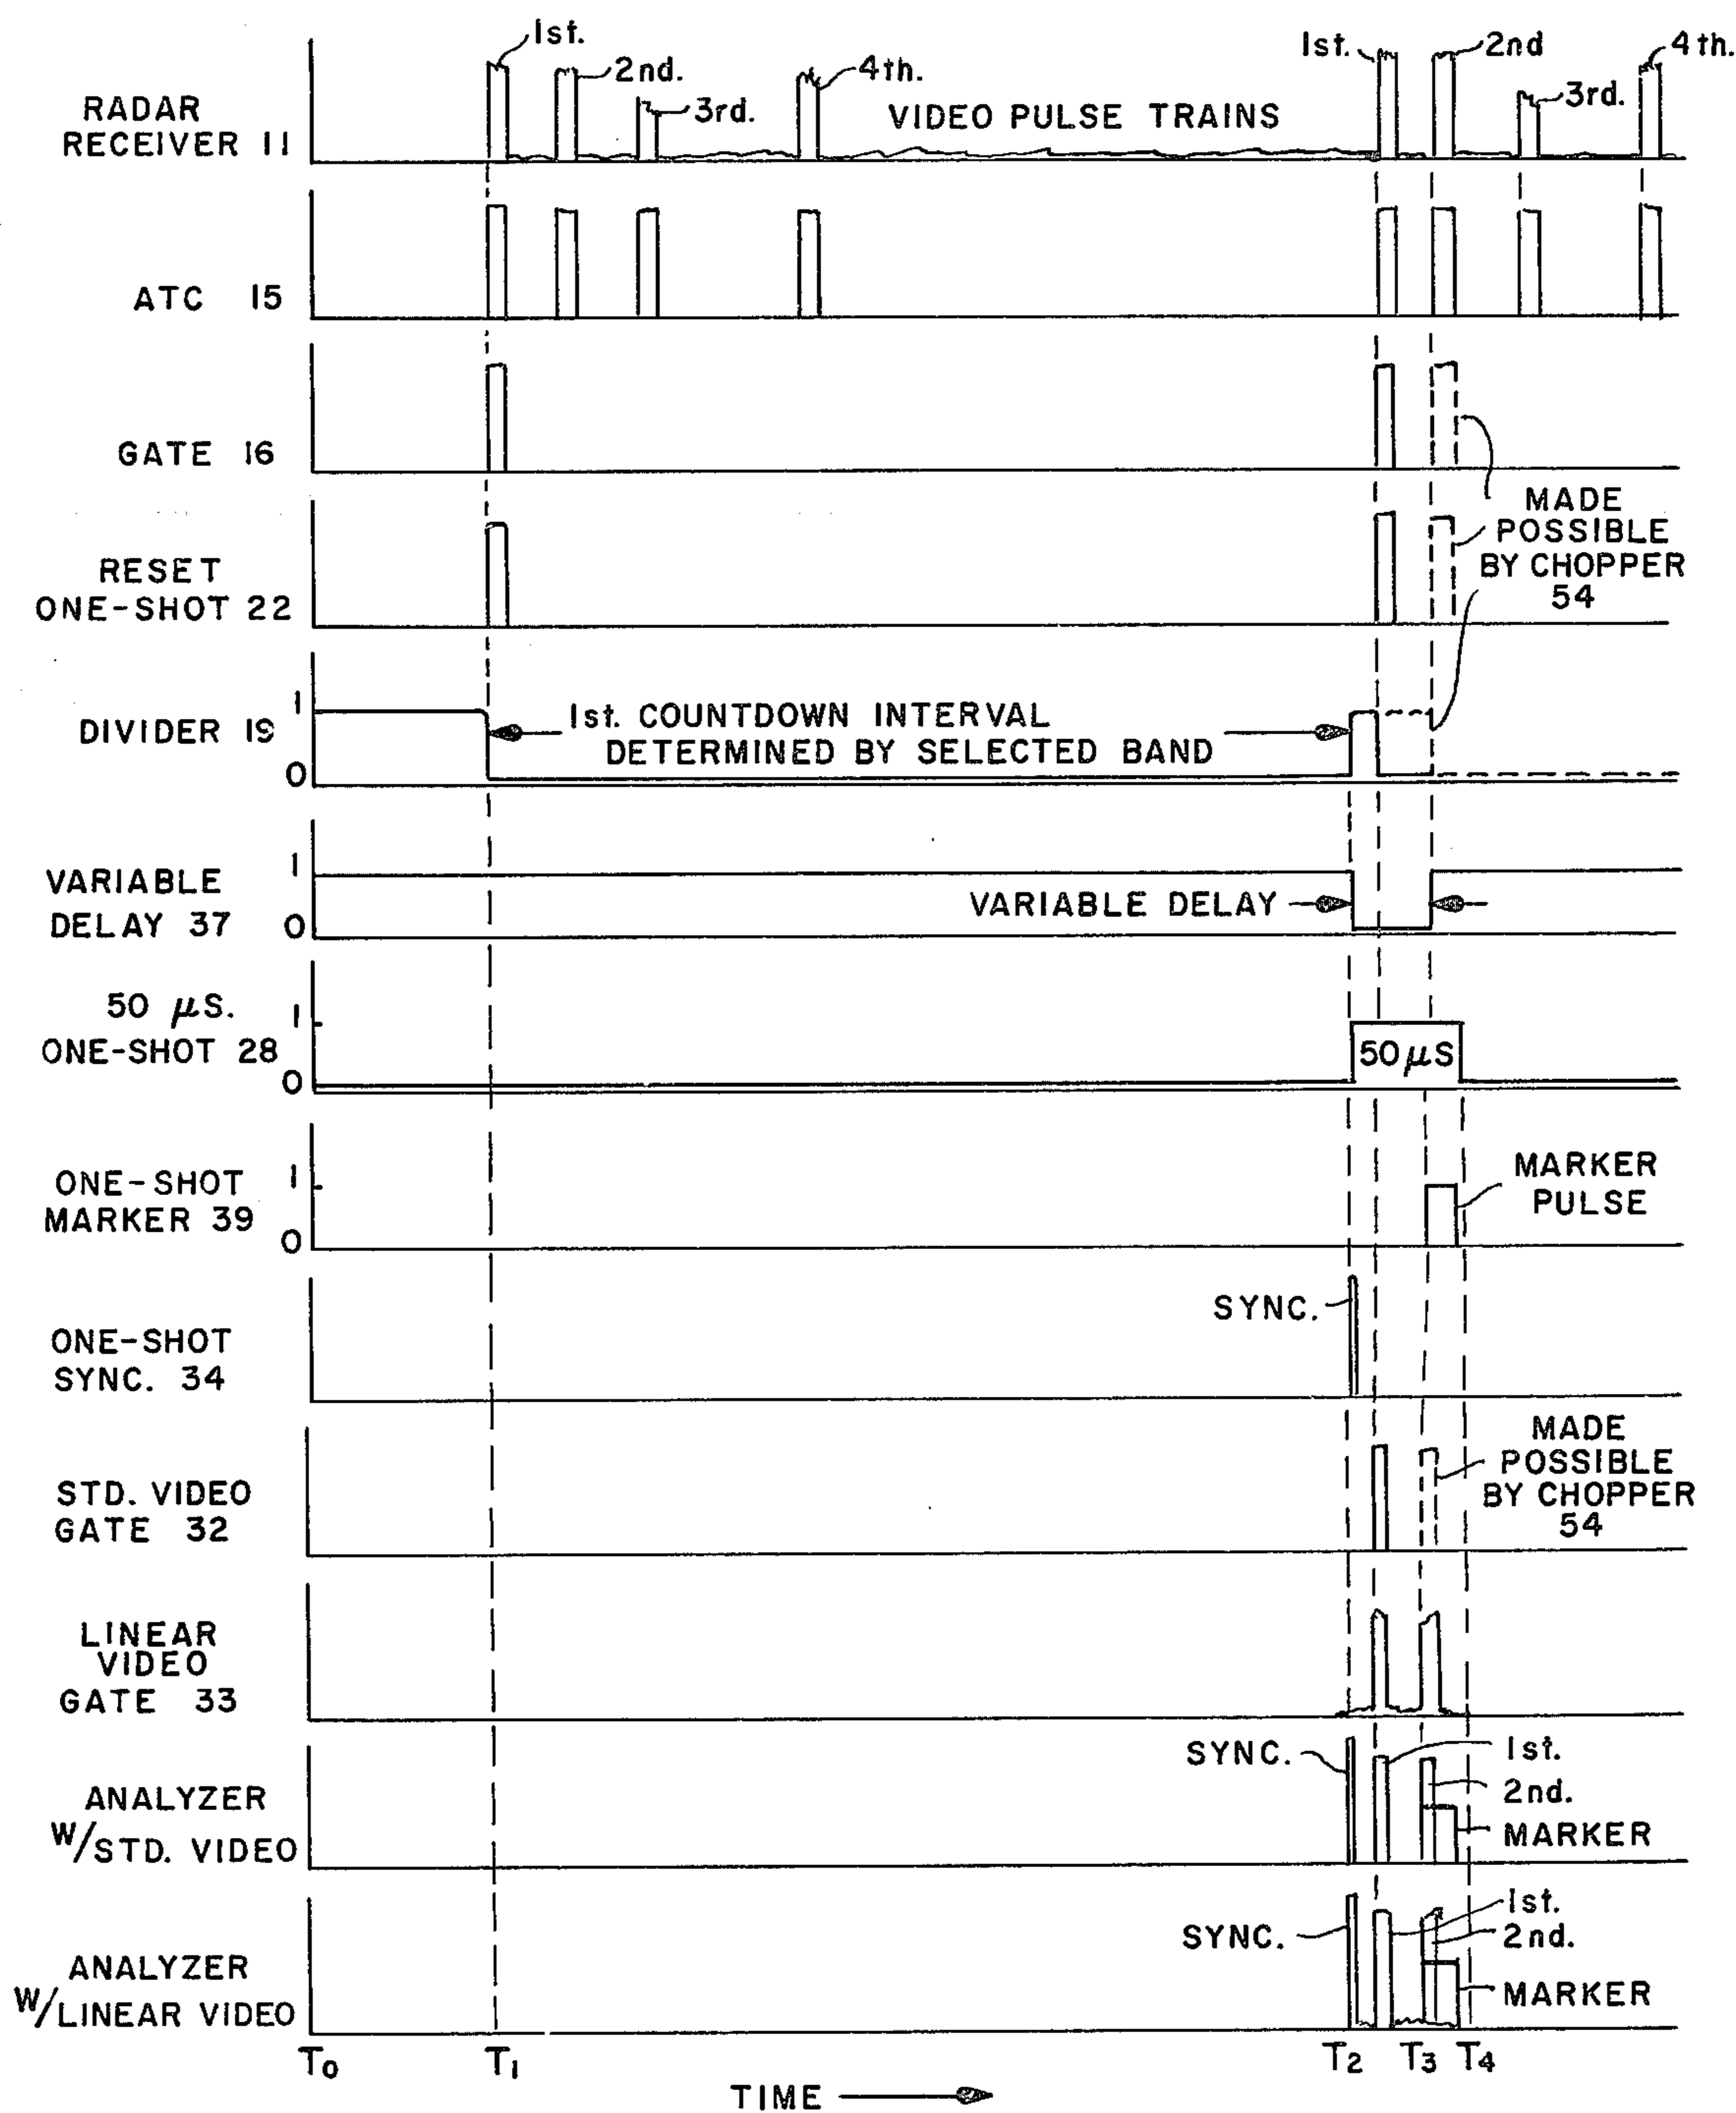 1st.
2nd.
3rd.
4th.
VIDEO PULSE TRAINS
1st.
2nd
3rd.
4th.
RADAR
RECEIVER 11
ATC 15
GATE 16
MADE
POSSIBLE
BY CHOPPER
54
RESET
ONE-SHOT 22
DIVIDER 19
1
0
1st. COUNTDOWN INTERVAL
DETERMINED BY SELECTED BAND
VARIABLE
DELAY 37
1
0
VARIABLE DELAY
50 μS.
ONE-SHOT 28
1
0
50 μS
ONE-SHOT
MARKER 39
1
0
MARKER
PULSE
ONE-SHOT
SYNC. 34
SYNC.
STD. VIDEO
GATE 32
MADE
POSSIBLE
BY CHOPPER
54
LINEAR
VIDEO
GATE 33
ANALYZER
W/STD. VIDEO
SYNC.
1st.
2nd.
MARKER
ANALYZER
W/LINEAR VIDEO
SYNC.
1st.
2nd.
MARKER
T0
T1
T2
T3
T4
TIME